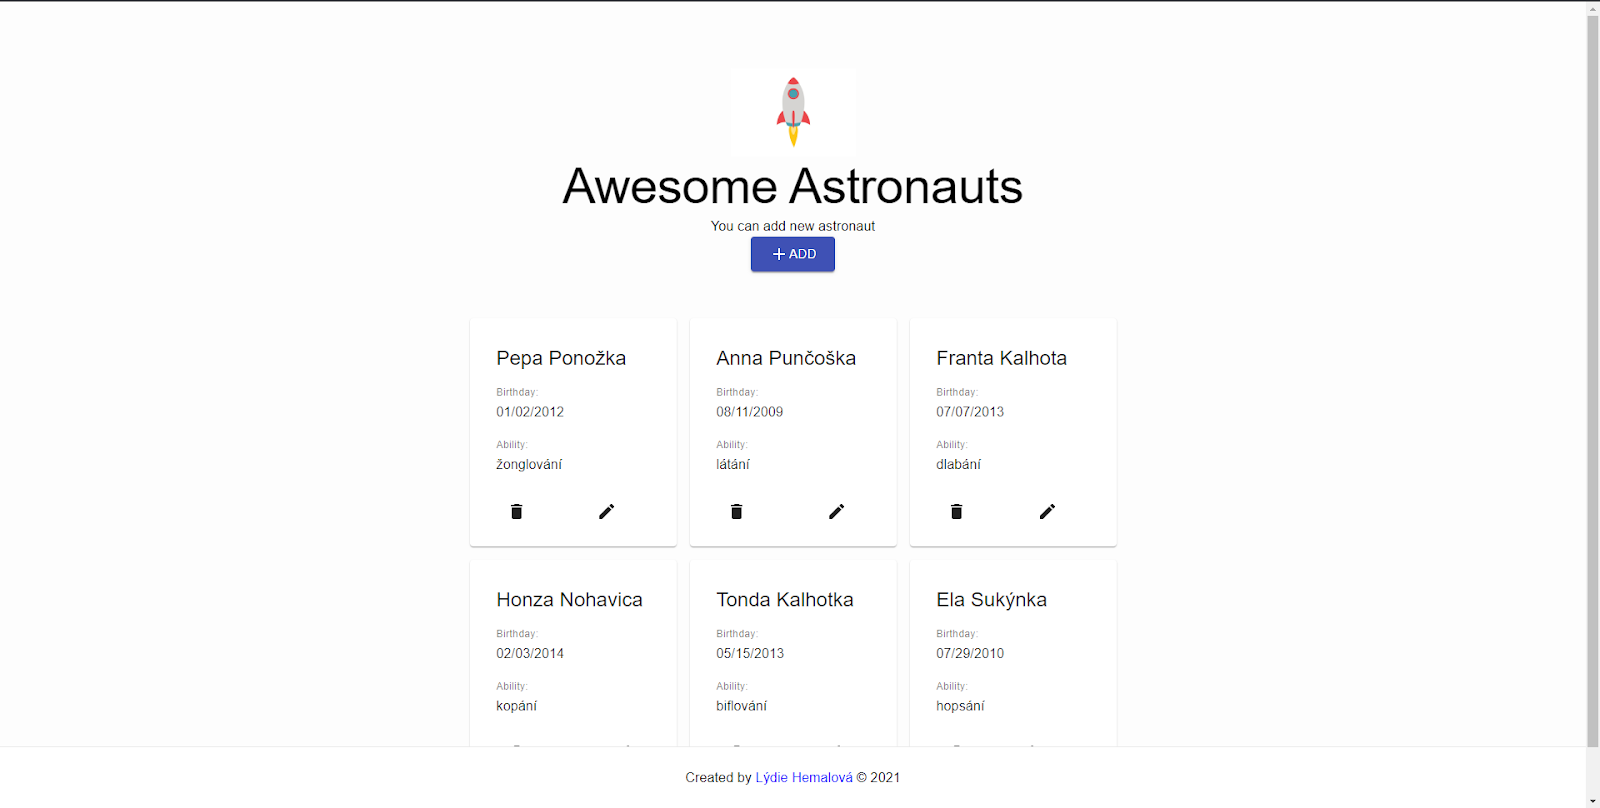 Awesome Astronauts
You can add new astronaut
ADD
Pepa Ponožka
Birthday:
01/02/2012
Ability:
žonglování
Anna Punčoška
Birthday:
08/11/2009
Ability:
látání
Franta Kalhota
Birthday:
07/07/2013
Ability:
dlabání
Honza Nohavica
Birthday:
02/03/2014
Ability:
kopání
Tonda Kalhotka
Birthday:
05/15/2013
Ability:
biflování
Ela Sukýnka
Birthday:
07/29/2010
Ability:
hopsání
Created by Lýdie Hemalová © 2021